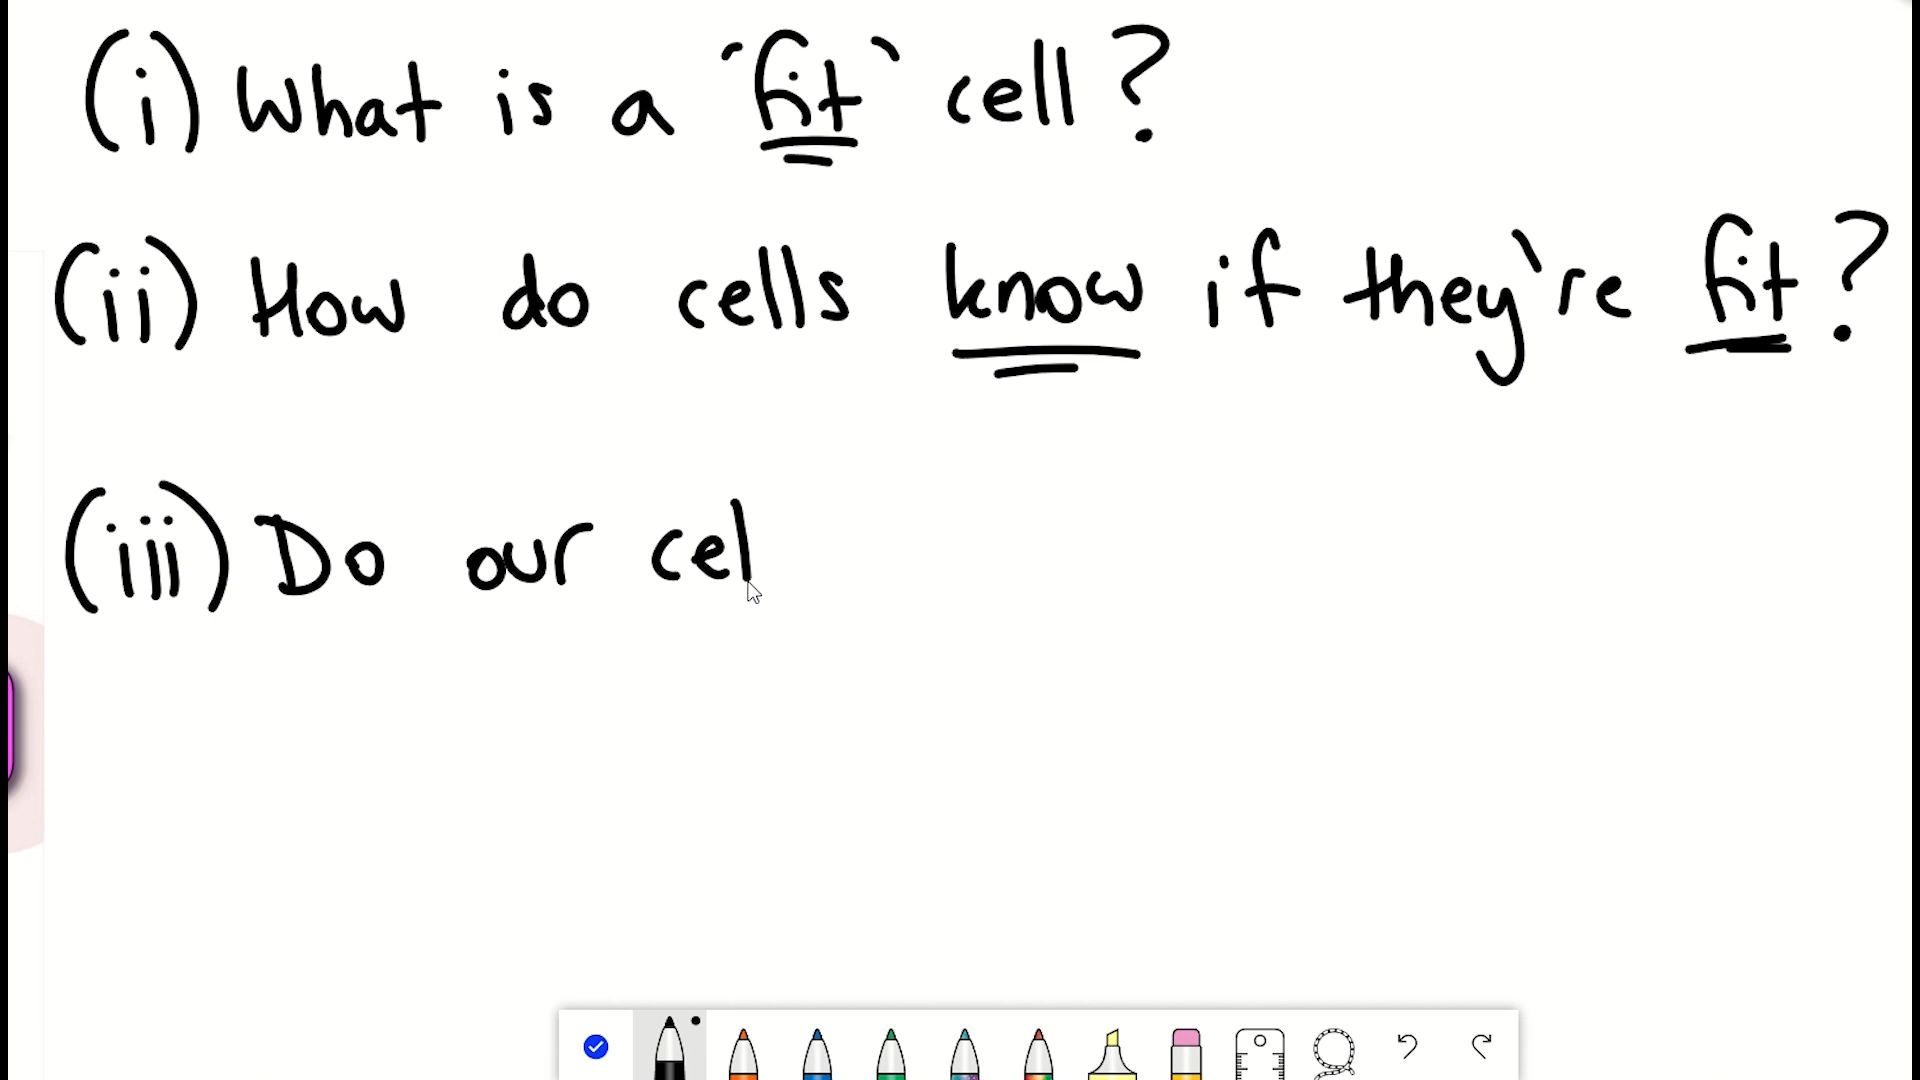 (i) What is a 'fit' cell?
(ii) How do cells know if they're fit?
(iii) Do our cel